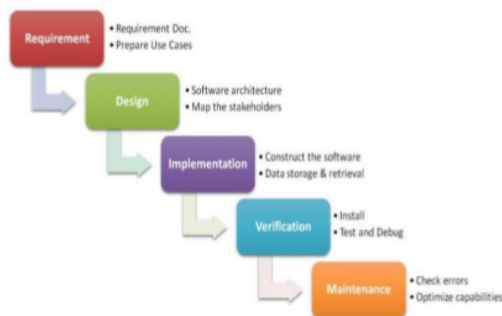 Requirement
• Requirement Doc.
• Prepare Use Cases
Design
• Software architecture
• Map the stakeholders
Implementation
• Construct the software
• Data storage & retrieval
Verification
• Install
• Test and Debug
Maintenance
• Check errors
• Optimize capabilities